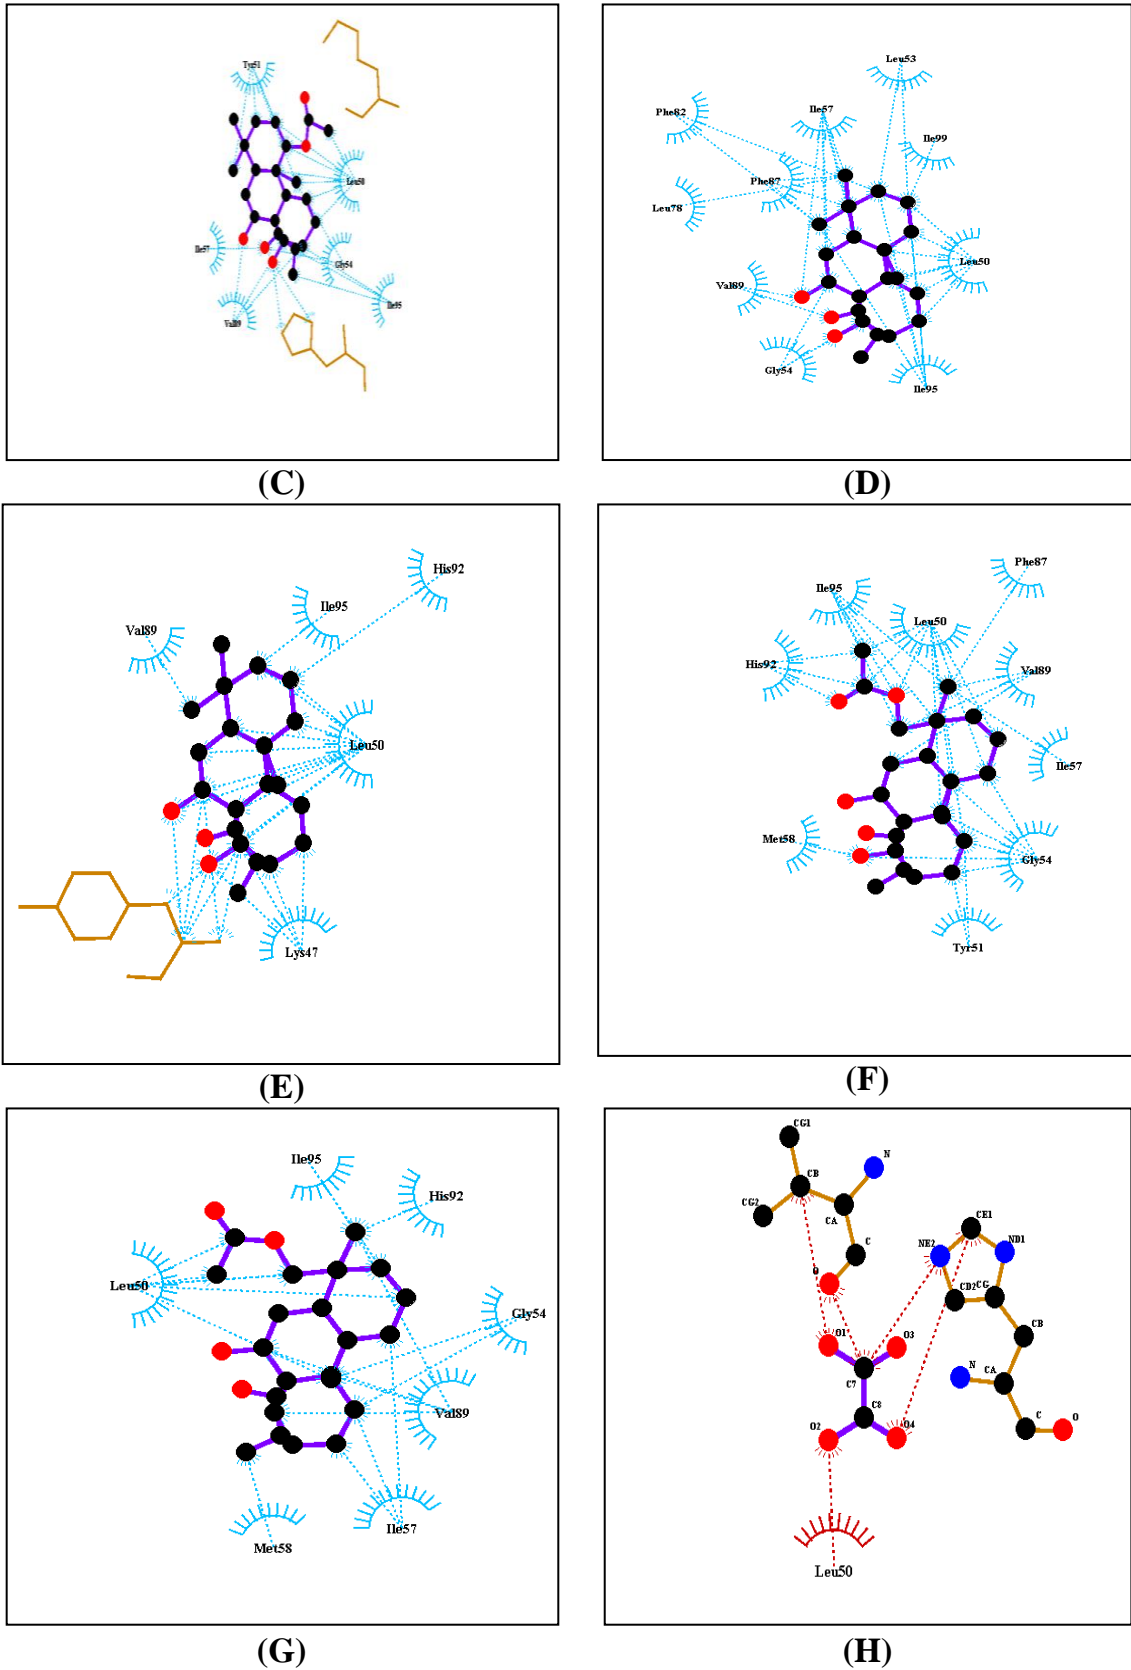 Tyr51
Leu50
Ile57
Gly54
Ile95
Val89
(C)
Leu53
Phe82
Ile57
Ile99
Phe87
Leu78
Leu50
Val89
Gly54
Ile95
(D)
His92
Ile95
Val89
Leu50
Lys47
(E)
Phe87
Ile95
Leu50
His92
Val89
Ile57
Met58
Gly54
Tyr51
(F)
Ile95
His92
Leu50
Gly54
Val89
Ile57
Met58
(G)
CG1
N
CB
CG2
CA
CE1
C
NE2
ND1
O
CD2
CG
O1
O3
CB
C7
N
CA
C8
O2
O4
C
O
Leu50
(H)